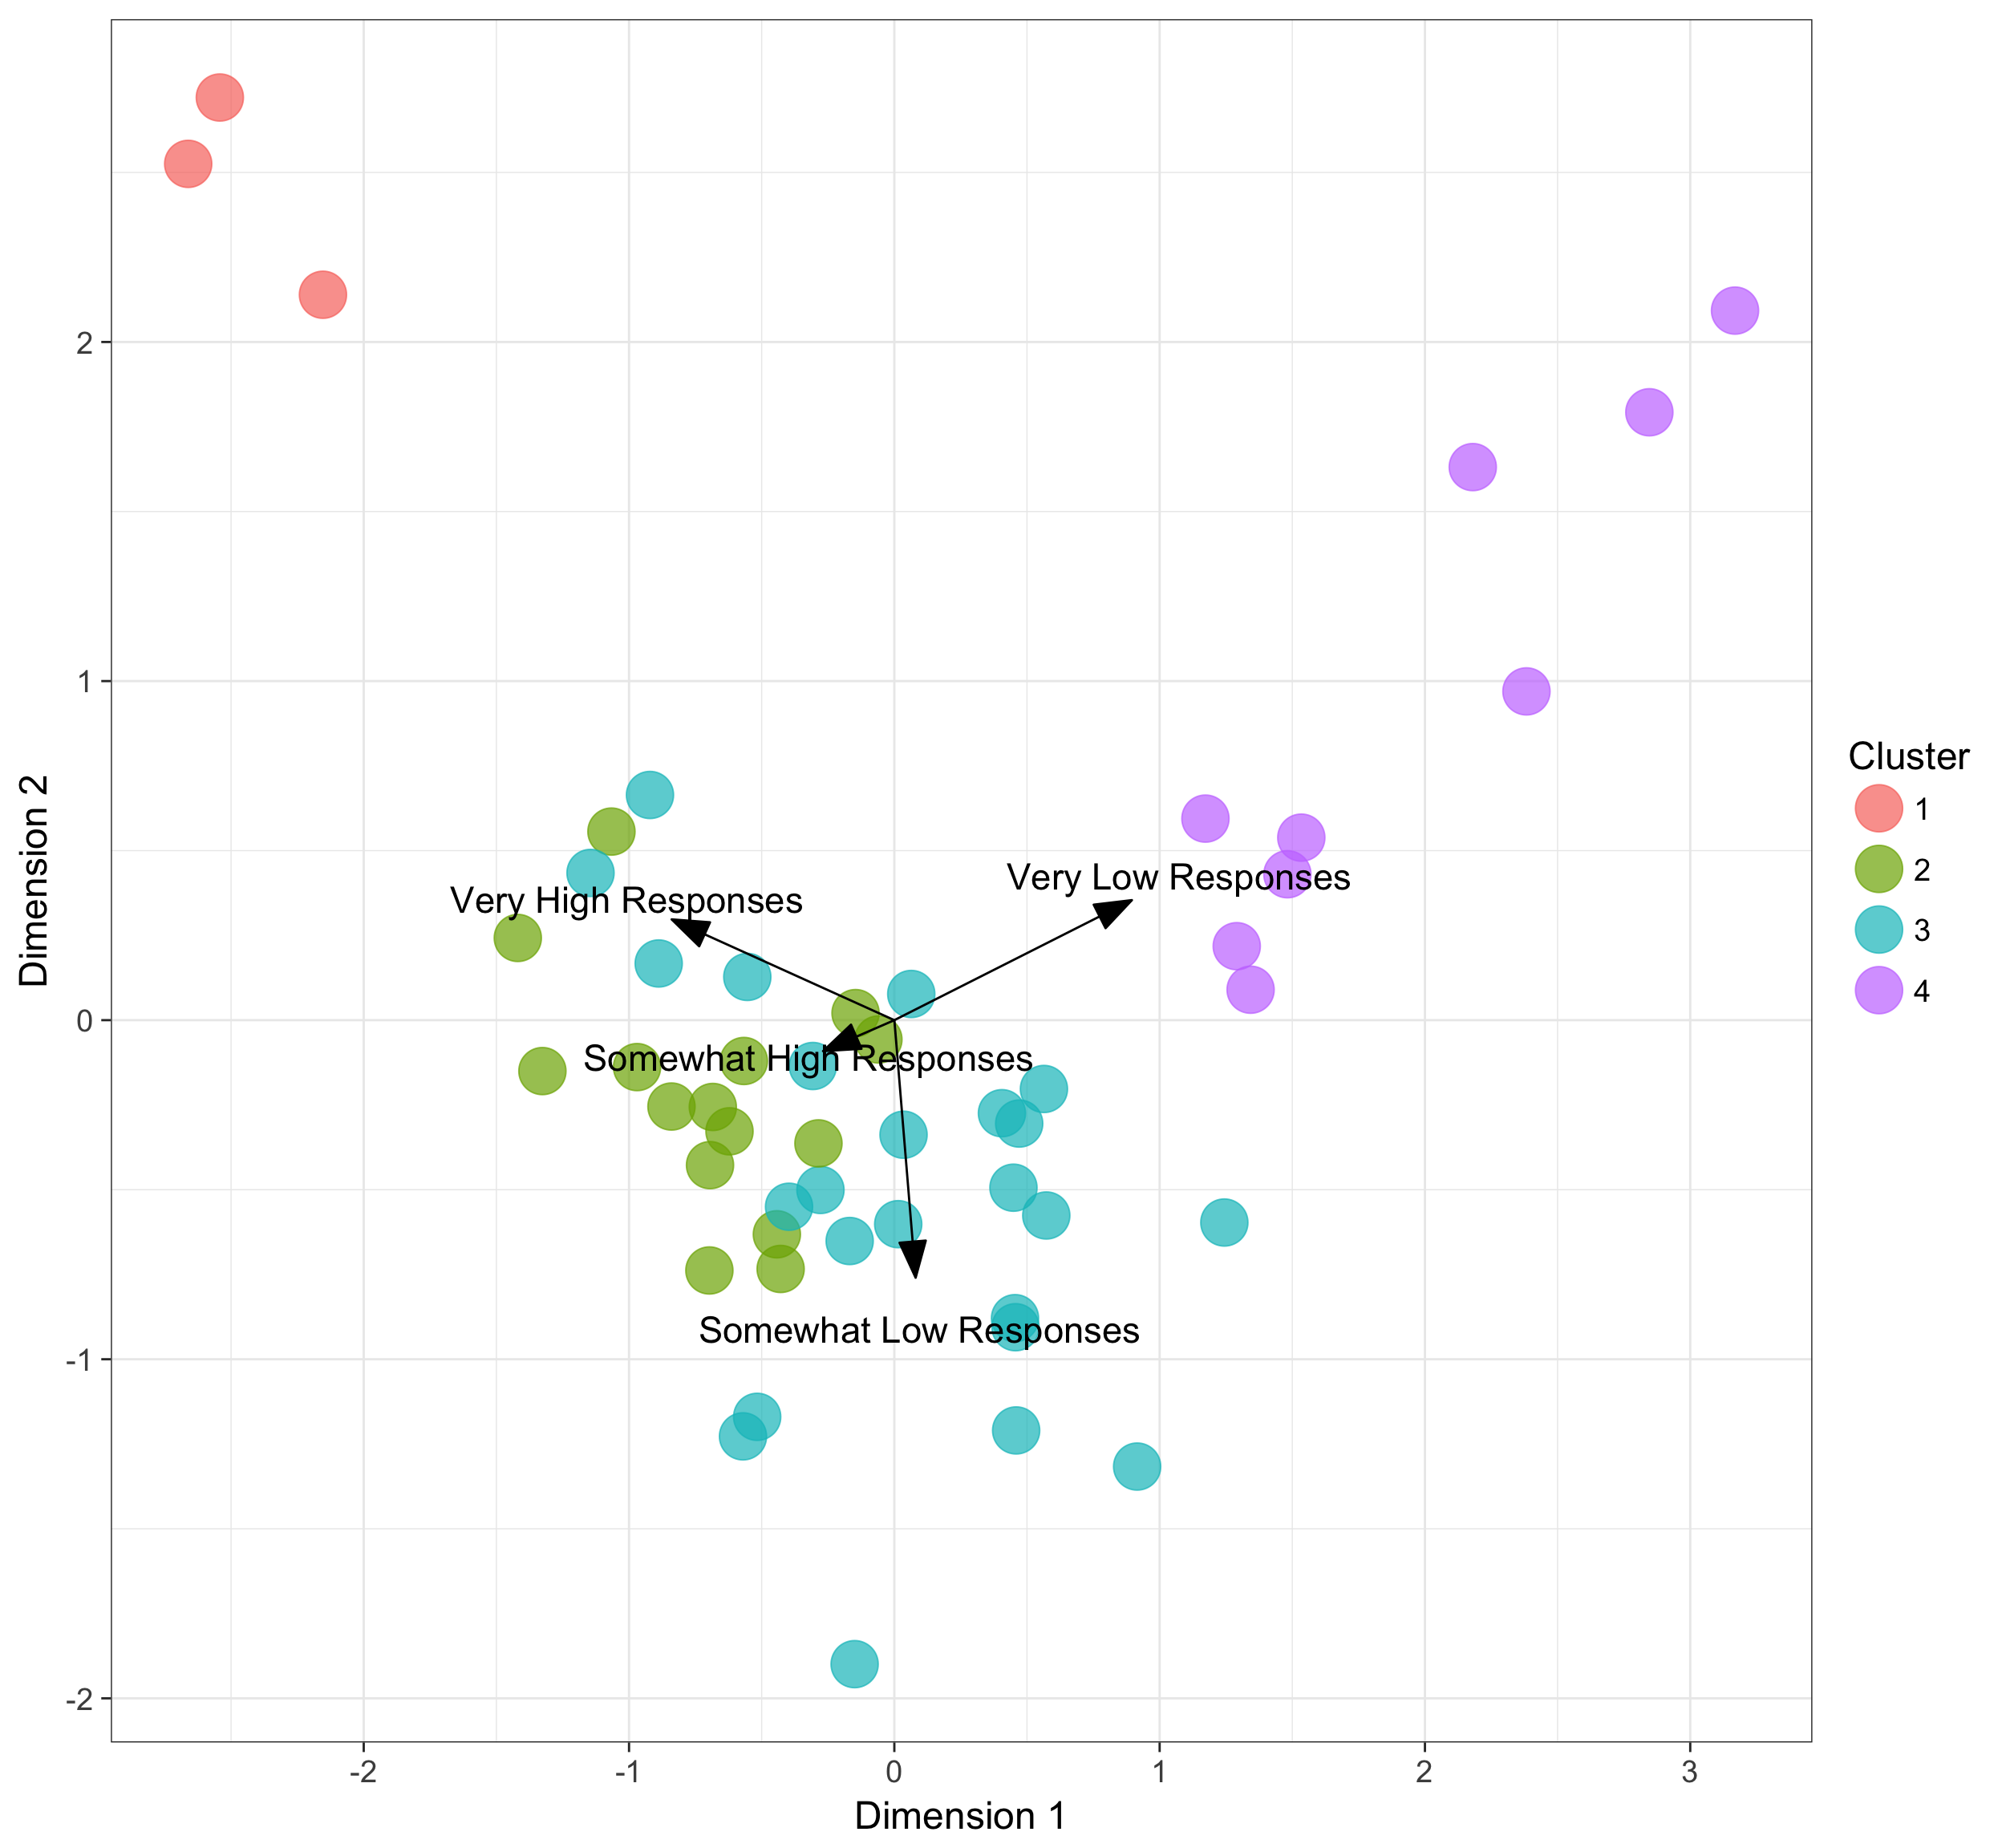 2
1
0
-1
-2
-2
-1
0
1
2
3
Dimension 1
Dimension 2
Very High Responses
Very Low Responses
Somewhat High Responses
Somewhat Low Responses
Cluster
1
2
3
4